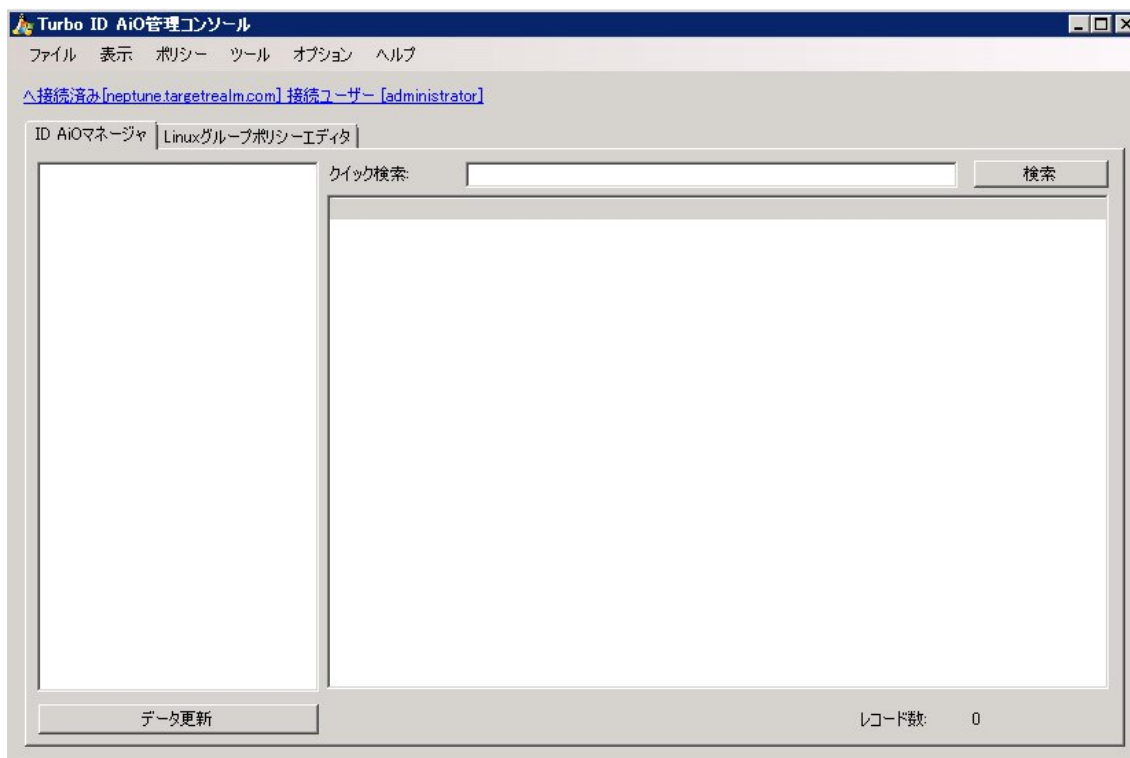 Turbo ID AiO管理コンソール
ファイル 表示 ポリシー ツール オプション ヘルプ
へ接続済み[neptune.targetrealm.com] 接続ユーザー [administrator]
ID AiOマネージャ Linuxグループポリシーエディタ
クイック検索: 検索
データ更新 レコード数: 0